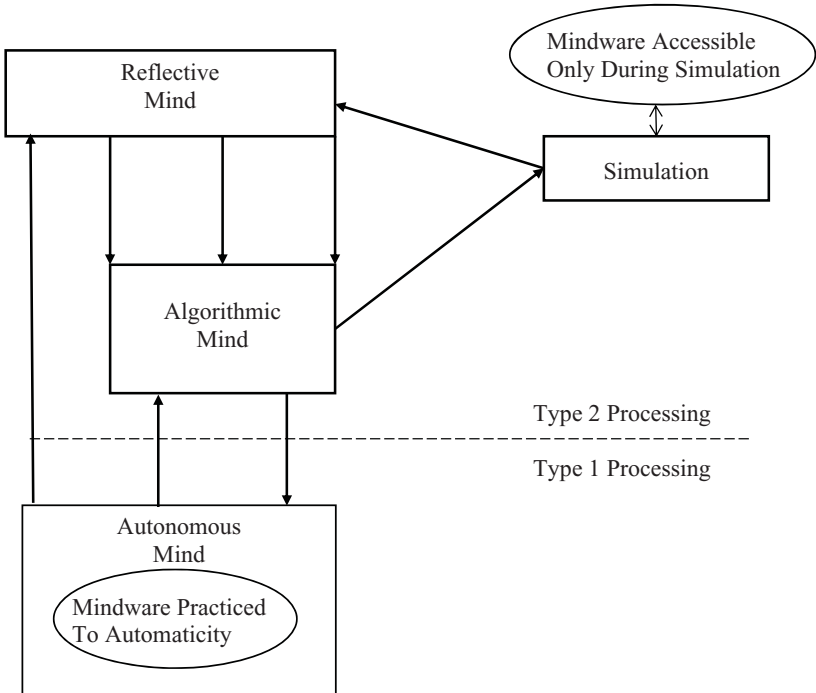 Mindware Accessible
Only During Simulation
Reflective
Mind
Simulation
Algorithmic
Mind
Type 2 Processing
Type 1 Processing
Autonomous
Mind
Mindware Practiced
To Automaticity